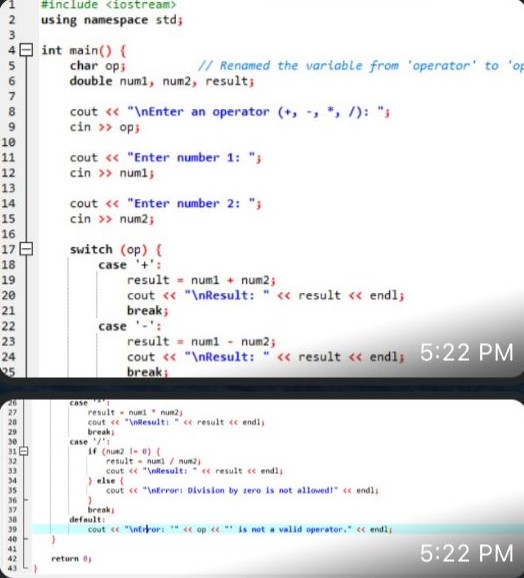 1 #include <iostream>
2 using namespace std;
3
4 int main() {
5 char op; // Renamed the variable from 'operator' to 'op
6 double num1, num2, result;
7
8 cout << "\nEnter an operator (+, -, *, /): ";
9 cin >> op;
10
11 cout << "Enter number 1: ";
12 cin >> num1;
13
14 cout << "Enter number 2: ";
15 cin >> num2;
16
17 switch (op) {
18 case '+':
19 result = num1 + num2;
20 cout << "\nResult: " << result << endl;
21 break;
22 case '-':
23 result = num1 - num2;
24 cout << "\nResult: " << result << endl;
25 break;
5:22 PM
26 case '*':
27 result = num1 * num2;
28 cout << "\nResult: " << result << endl;
29 break;
30 case '/':
31 if (num2 != 0) {
32 result = num1 / num2;
33 cout << "\nResult: " << result << endl;
34 } else {
35 cout << "\nError: Division by zero is not allowed!" << endl;
36 }
37 break;
38 default:
39 cout << "\nError: '" << op << "' is not a valid operator." << endl;
40 }
41
42 return 0;
43 }
5:22 PM